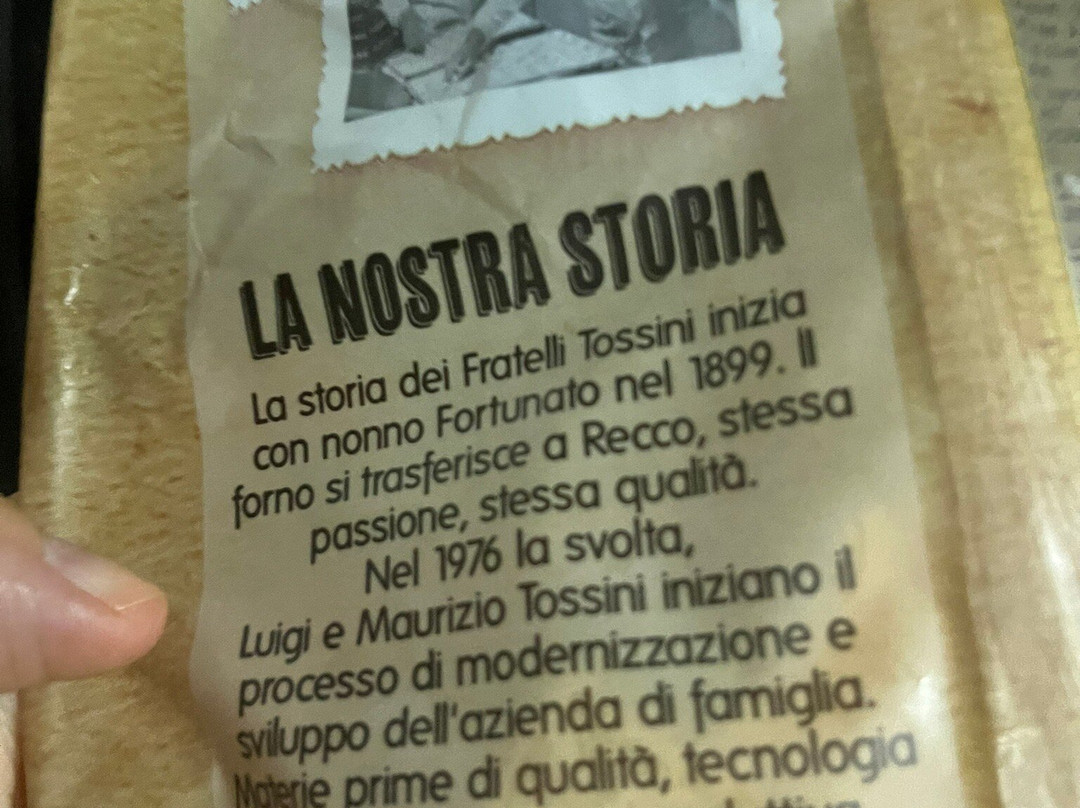 LA NOSTRA STORIA
La storia dei Fratelli Tossini inizia
con nonno Fortunato nel 1899. Il
forno si trasferisce a Recco, stessa
passione, stessa qualità.
Nel 1976 la svolta,
Luigi e Maurizio Tossini iniziano il
processo di modernizzazione e
sviluppo dell'azienda di famiglia.
Materie prime di qualità, tecnologia